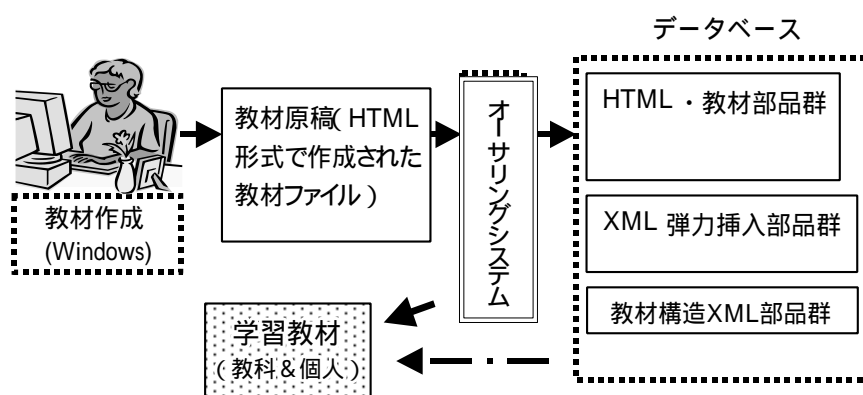 データベース
教材作成
(Windows)
教材原稿(HTML
形式で作成された
教材ファイル)
オーサリングシステム
HTML・教材部品群
XML 弾力挿入部品群
教材構造XML部品群
学習教材
(教科&個人)